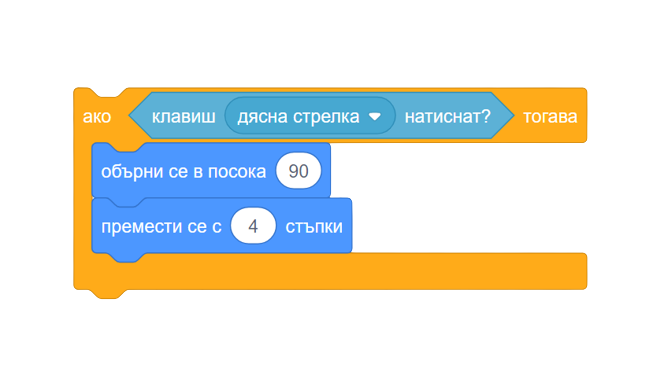 ако клавиш дясна стрелка натиснат? тогава
обърни се в посока 90
премести се с 4 стъпки